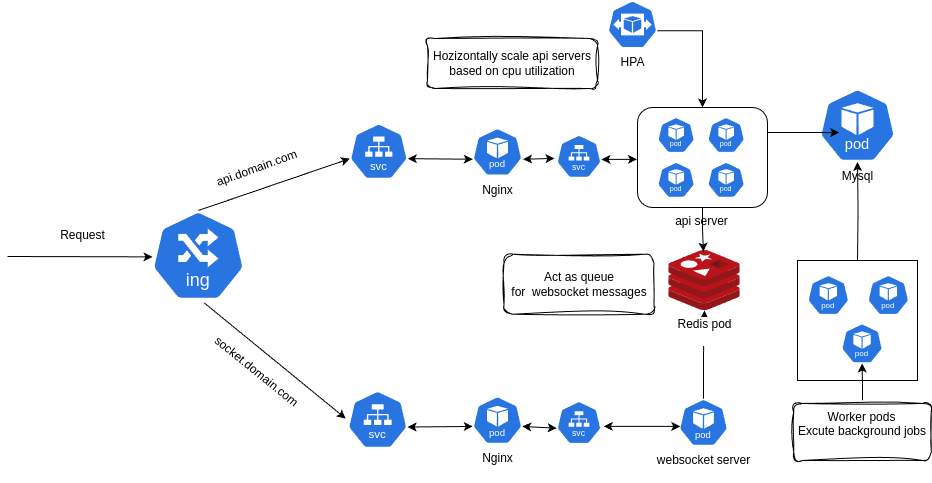 HPA
Hozizontally scale api servers
based on cpu utilization
pod
pod
pod
pod
pod
Mysql
api.domain.com
svc
pod
Nginx
svc
api server
Request
ing
Act as queue
for websocket messages
Redis pod
pod
pod
pod
socket.domain.com
svc
pod
Nginx
svc
pod
websocket server
Worker pods
Excute background jobs